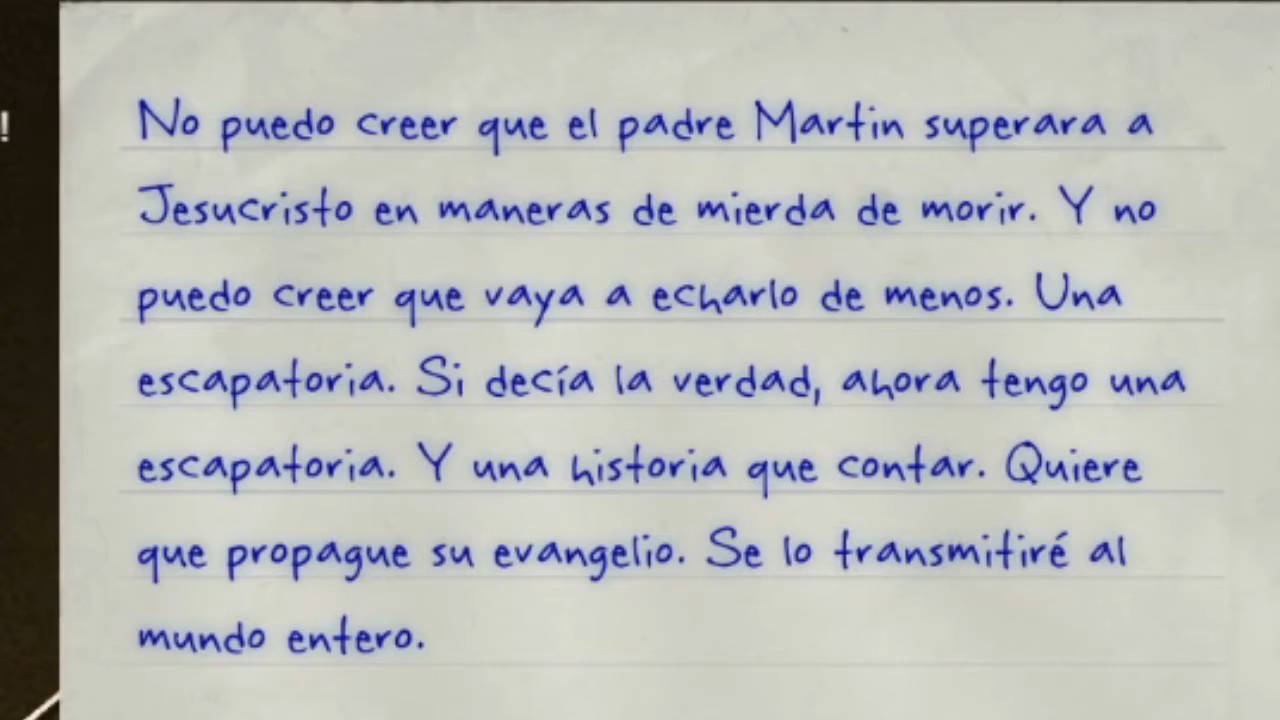 !
No puedo creer que el padre Martin superara a
Jesucristo en maneras de mierda de morir. Y no
puedo creer que vaya a echarlo de menos. Una
escapatoria. Si decía la verdad, ahora tengo una
escapatoria. Y una historia que contar. Quiere
que propague su evangelio. Se lo transmitiré al
mundo entero.